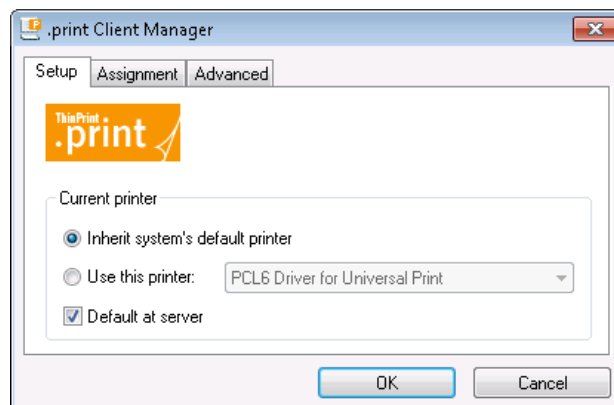 .print Client Manager
Setup Assignment Advanced
ThinPrint
.print
Current printer
Inherit system's default printer
Use this printer: PCL6 Driver for Universal Print
Default at server
OK Cancel